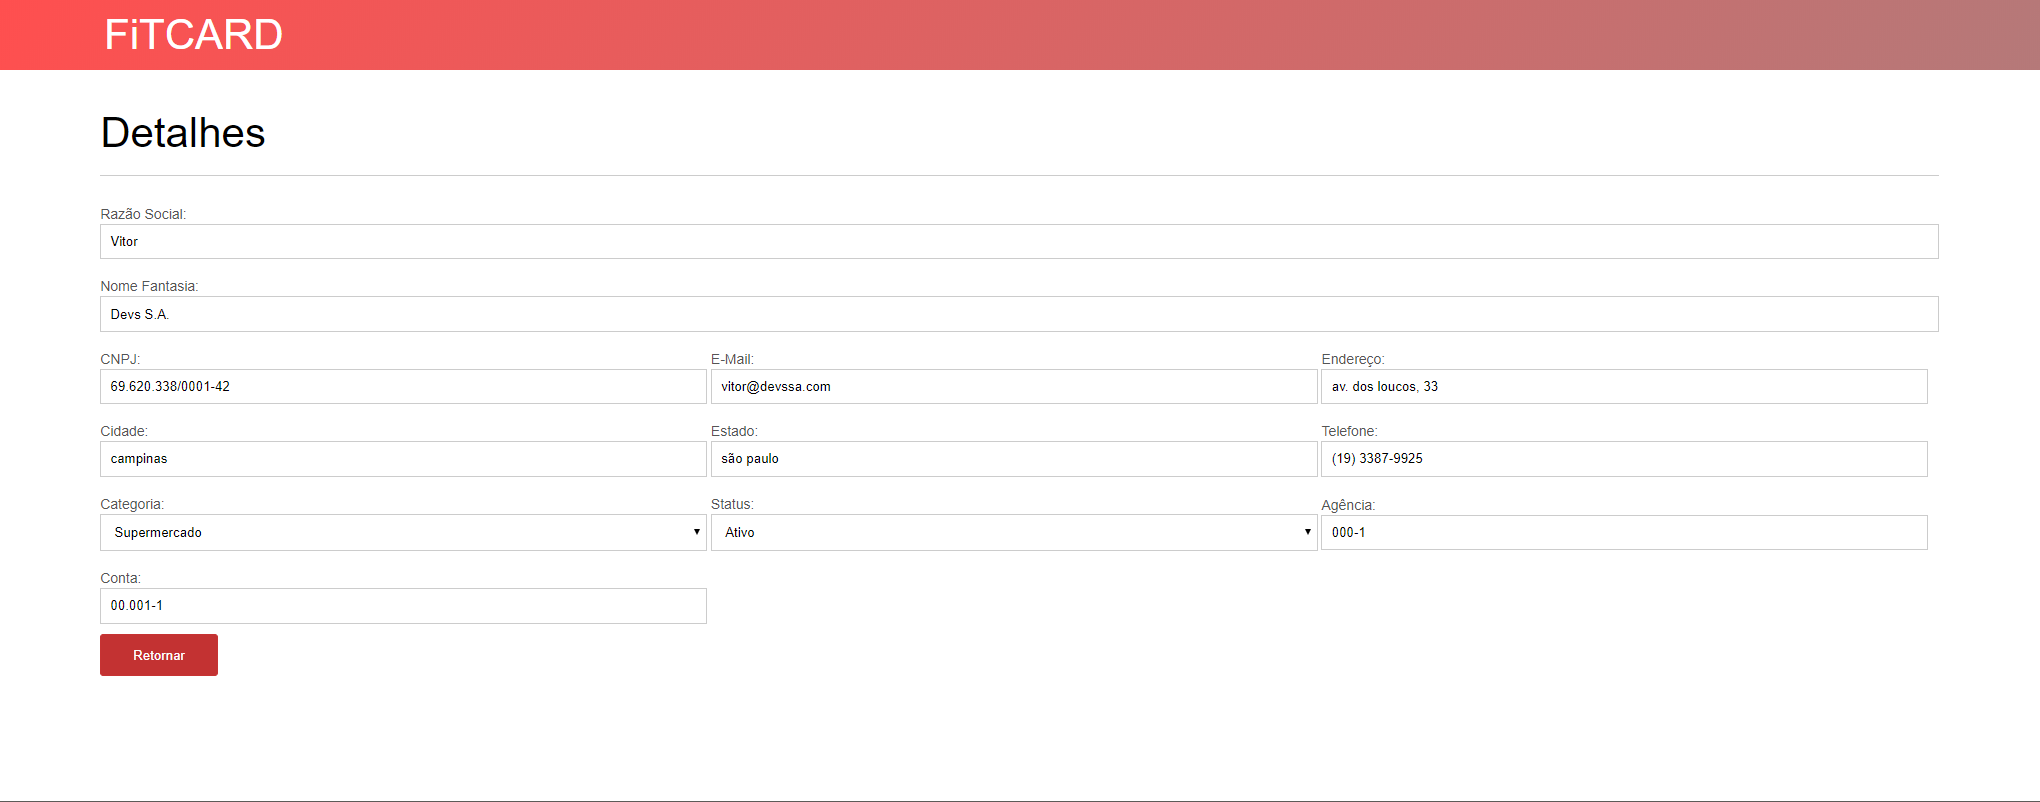 FiTCARD
Detalhes
Razão Social:
Vitor
Nome Fantasia:
Devs S.A.
CNPJ: E-Mail: Endereço:
69.620.338/0001-42 vitor@devssa.com av. dos loucos, 33
Cidade: Estado: Telefone:
campinas são paulo (19) 3387-9925
Categoria: Status: Agência:
Supermercado Ativo 000-1
Conta:
00.001-1
Retornar